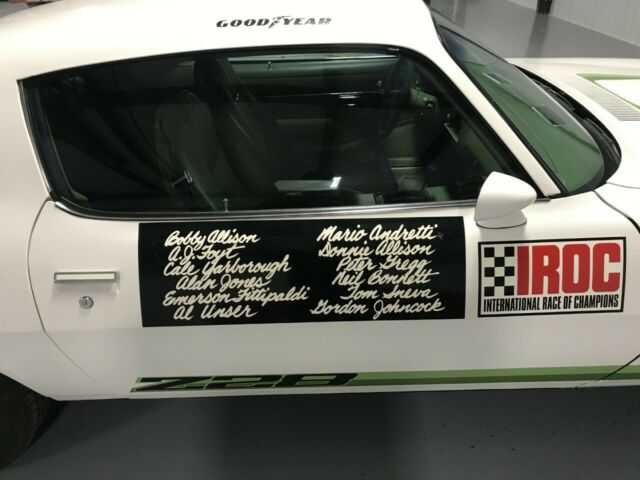 GOODYEAR
Bobby Allison
A.J. Foyt
Cale Yarborough
Alan Jones
Emerson Fittipaldi
Al Unser
Mario Andretti
Donnie Allison
Peter Gregg
Neil Bonnett
Tom Sneva
Gordon Johncock
IROC
INTERNATIONAL RACE OF CHAMPIONS
Z28